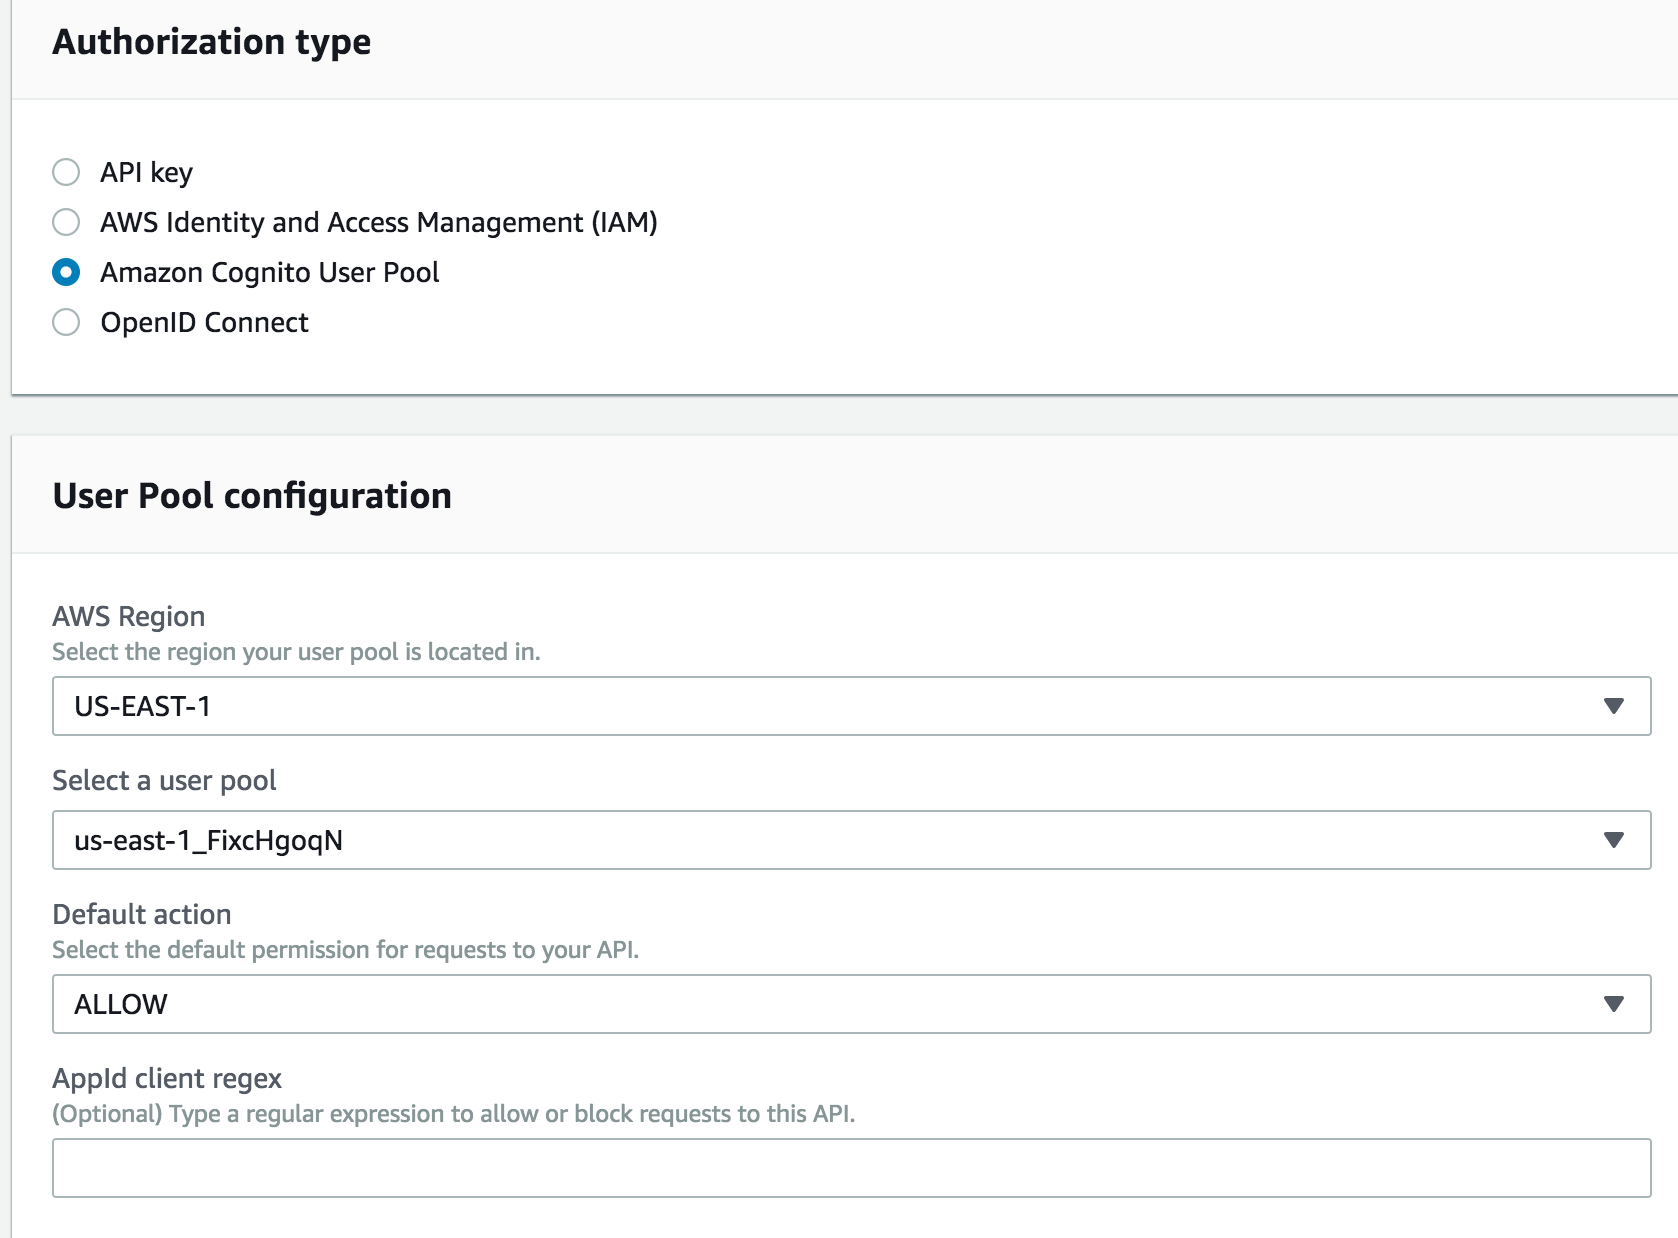 Authorization type
API key
AWS Identity and Access Management (IAM)
Amazon Cognito User Pool
OpenID Connect
User Pool configuration
AWS Region
Select the region your user pool is located in.
US-EAST-1
Select a user pool
us-east-1_FixcHgoqN
Default action
Select the default permission for requests to your API.
ALLOW
AppId client regex
(Optional) Type a regular expression to allow or block requests to this API.